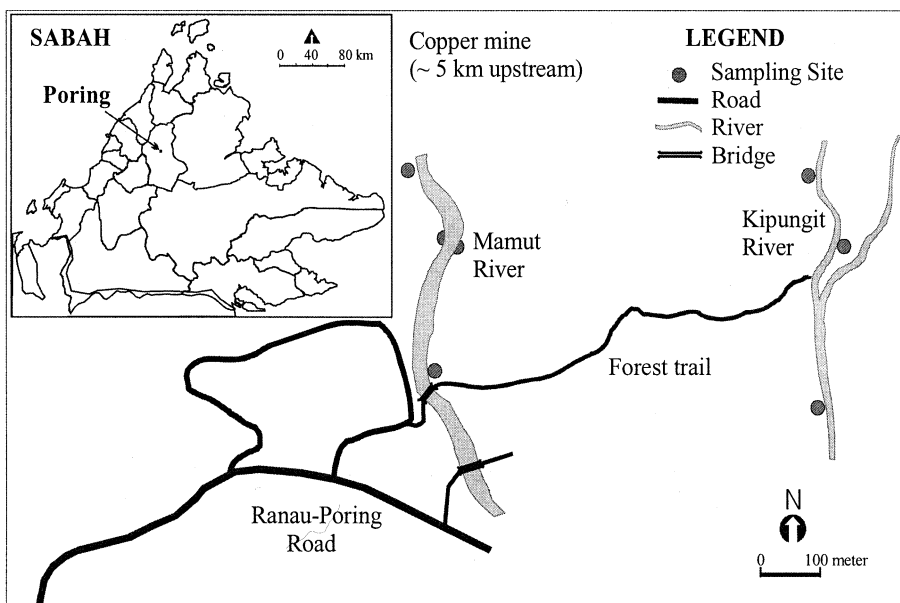 SABAH
0 40 80 km
Poring
Copper mine
(~ 5 km upstream)
LEGEND
Sampling Site
Road
River
Bridge
Mamut
River
Kipungit
River
Forest trail
Ranau-Poring
Road
N
0 100 meter